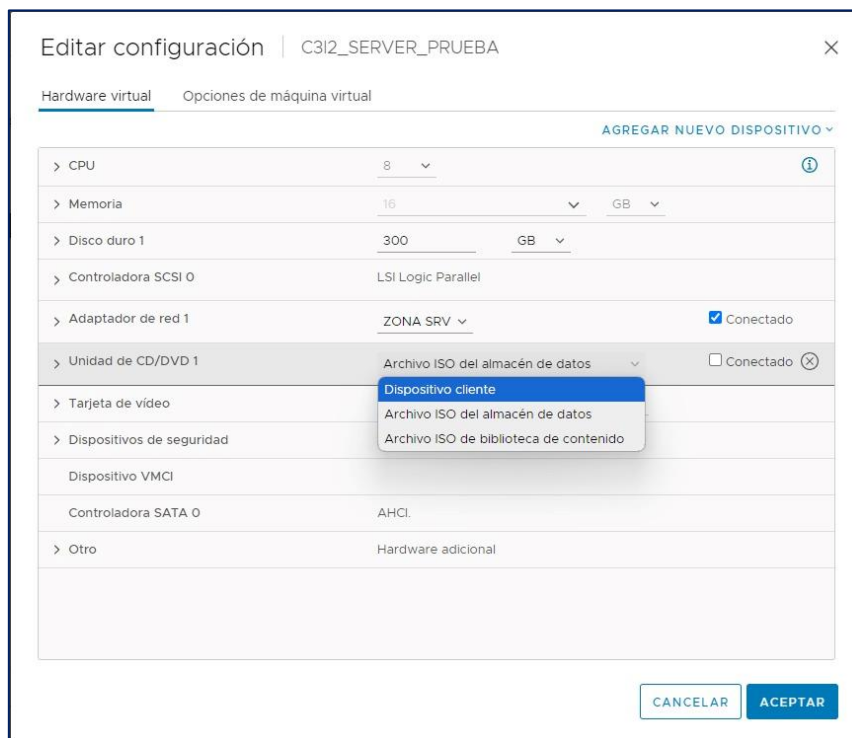 Editar configuración | C3I2_SERVER_PRUEBA
Hardware virtual Opciones de máquina virtual
AGREGAR NUEVO DISPOSITIVO
CPU 8
Memoria 16 GB
Disco duro 1 300 GB
Controladora SCSI 0 LSI Logic Parallel
Adaptador de red 1 ZONA SRV Conectado
Unidad de CD/DVD 1 Archivo ISO del almacén de datos Conectado
Dispositivo cliente
Tarjeta de vídeo
Archivo ISO del almacén de datos
Dispositivos de seguridad Archivo ISO de biblioteca de contenido
Dispositivo VMCI
Controladora SATA 0 AHCI.
Otro Hardware adicional
CANCELAR ACEPTAR